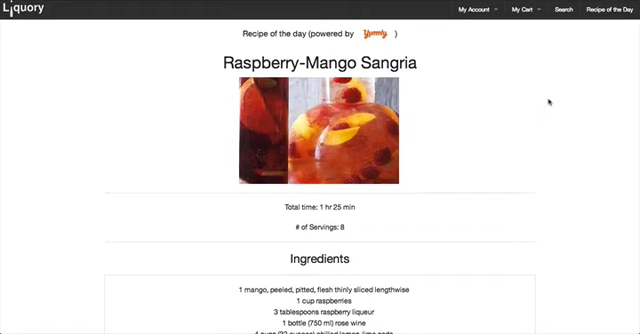 Liquory
My Account
My Cart
Search
Recipe of the Day
Recipe of the day (powered by Yummly )
Raspberry-Mango Sangria
Total time: 1 hr 25 min
# of Servings: 8
Ingredients
1 mango, peeled, pitted, flesh thinly sliced lengthwise
1 cup raspberries
3 tablespoons raspberry liqueur
1 bottle (750 ml) rose wine